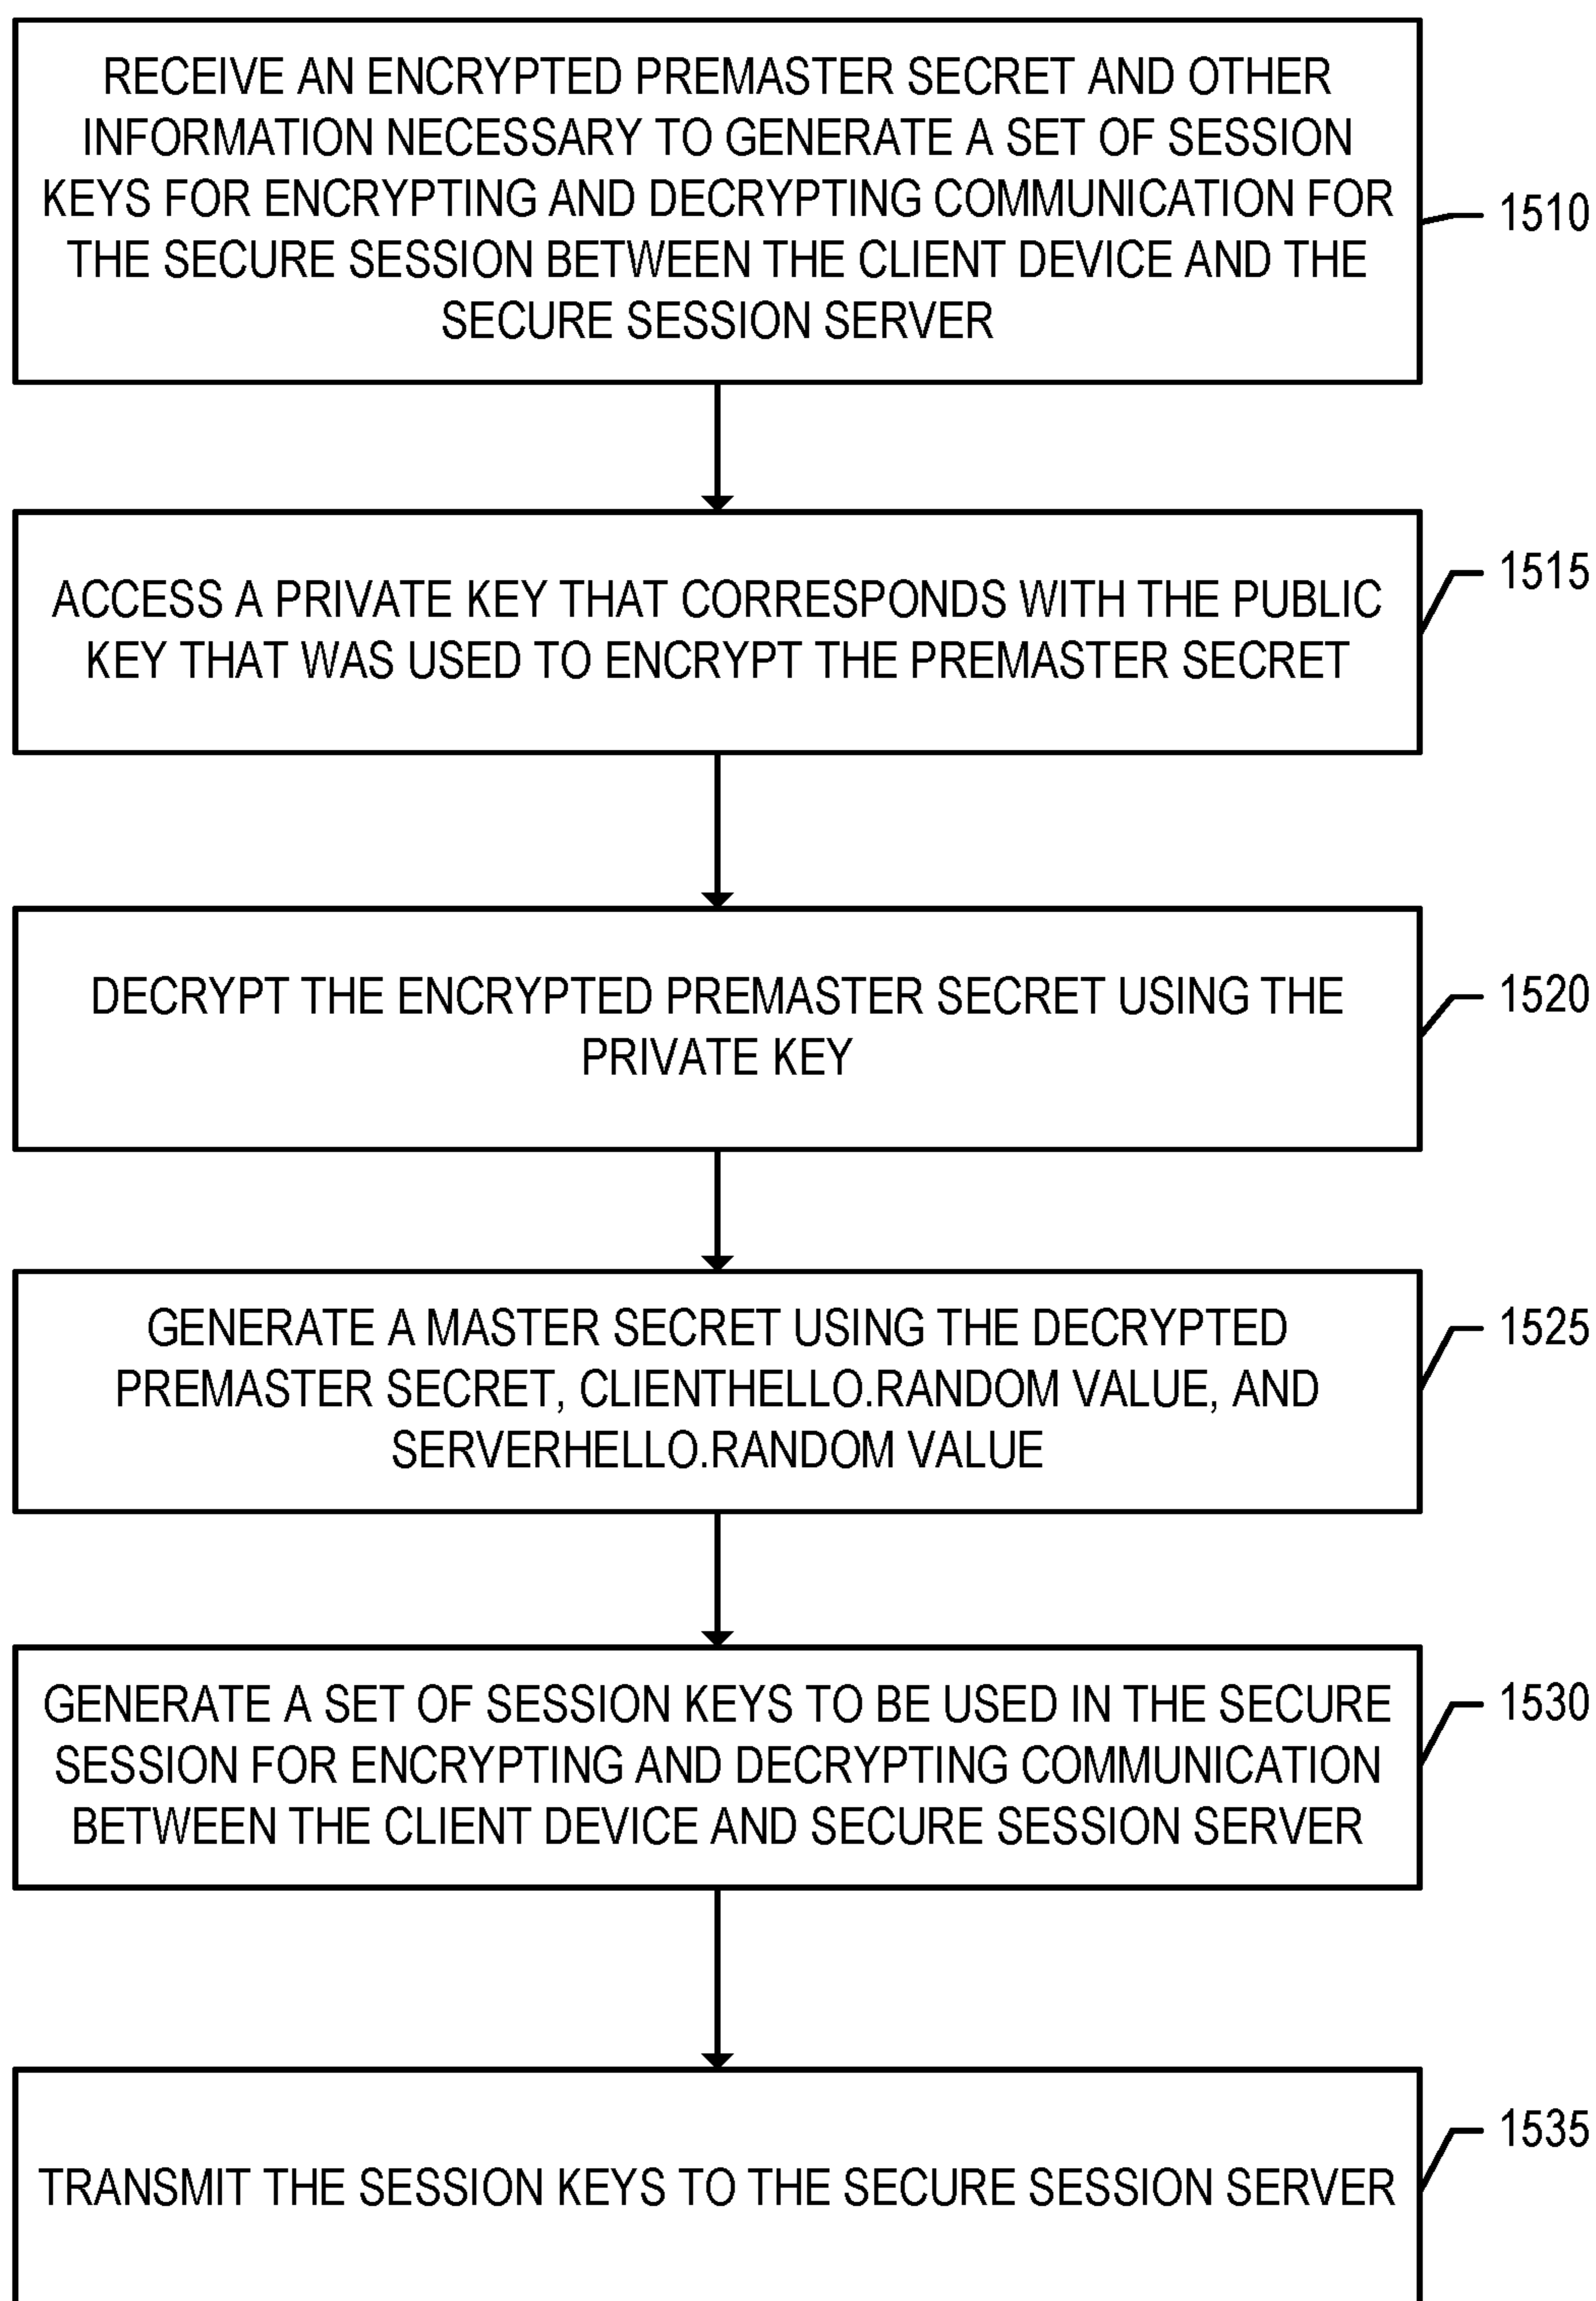 RECEIVE AN ENCRYPTED PREMASTER SECRET AND OTHER
INFORMATION NECESSARY TO GENERATE A SET OF SESSION
KEYS FOR ENCRYPTING AND DECRYPTING COMMUNICATION FOR
THE SECURE SESSION BETWEEN THE CLIENT DEVICE AND THE
SECURE SESSION SERVER
1510
ACCESS A PRIVATE KEY THAT CORRESPONDS WITH THE PUBLIC
KEY THAT WAS USED TO ENCRYPT THE PREMASTER SECRET
1515
DECRYPT THE ENCRYPTED PREMASTER SECRET USING THE
PRIVATE KEY
1520
GENERATE A MASTER SECRET USING THE DECRYPTED
PREMASTER SECRET, CLIENTHELLO.RANDOM VALUE, AND
SERVERHELLO.RANDOM VALUE
1525
GENERATE A SET OF SESSION KEYS TO BE USED IN THE SECURE
SESSION FOR ENCRYPTING AND DECRYPTING COMMUNICATION
BETWEEN THE CLIENT DEVICE AND SECURE SESSION SERVER
1530
TRANSMIT THE SESSION KEYS TO THE SECURE SESSION SERVER
1535